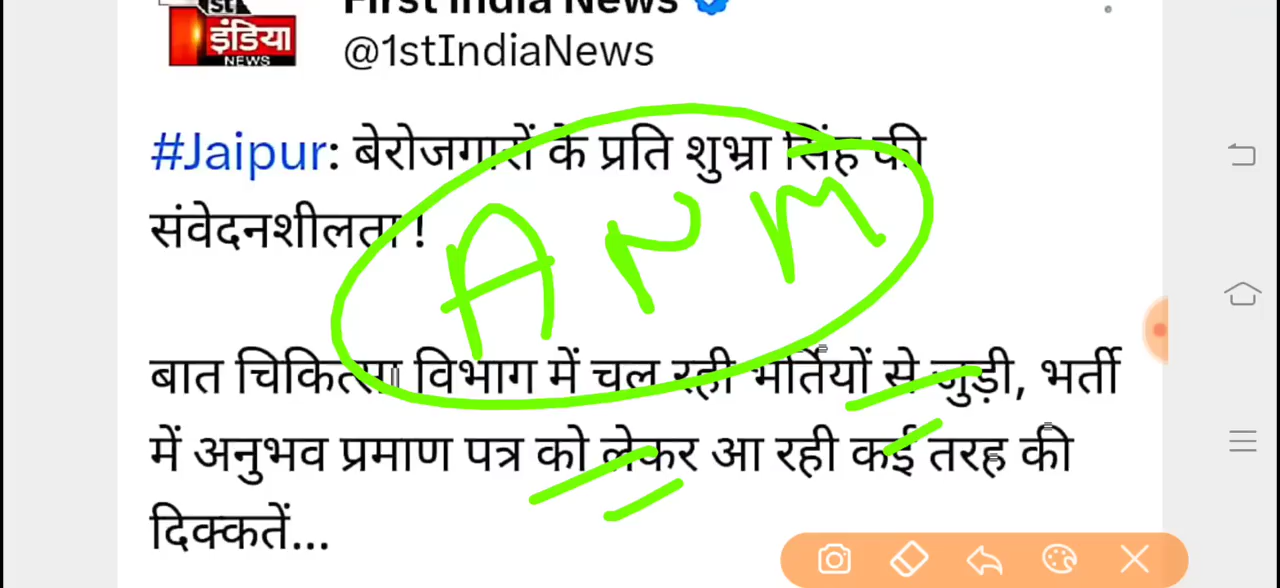 1st
इंडिया
NEWS
First India News
@1stIndiaNews
#Jaipur: बेरोजगारों के प्रति शुभ्रा सिंह की
संवेदनशीलता !
ANM
बात चिकित्सा विभाग में चल रही भर्तियों से जुड़ी, भर्ती
में अनुभव प्रमाण पत्र को लेकर आ रही कई तरह की
दिक्कतें...